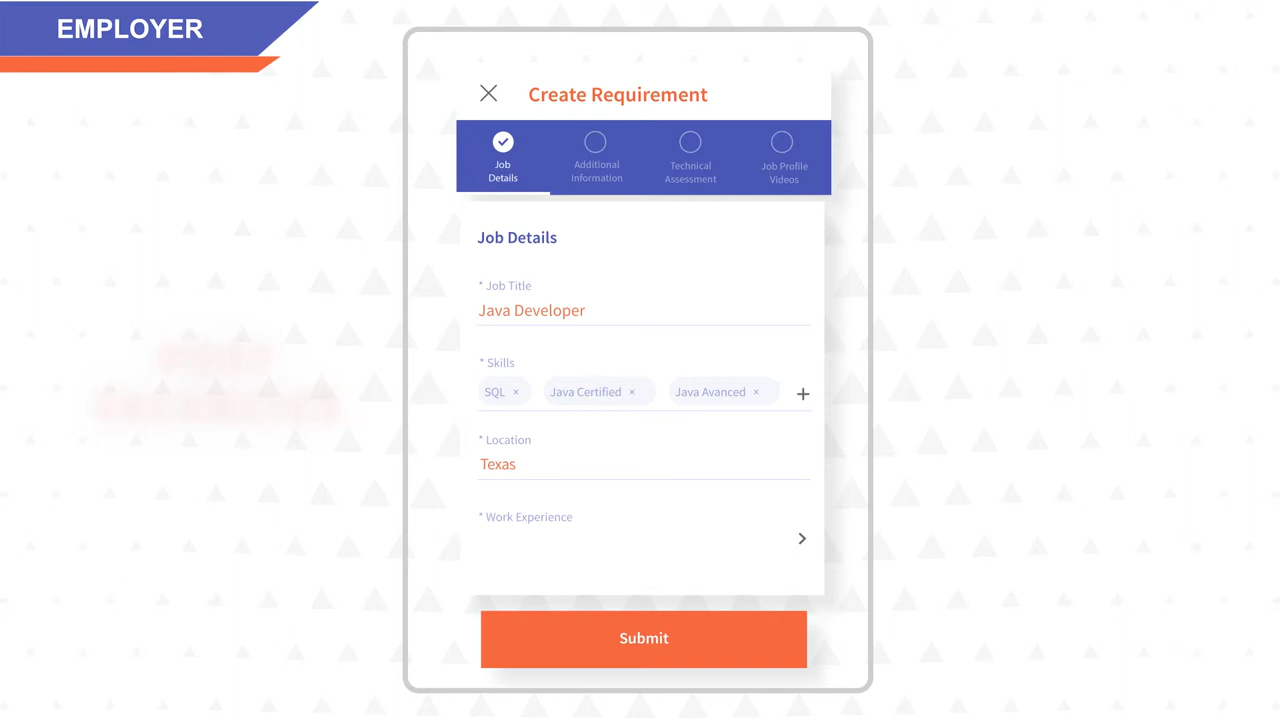 EMPLOYER
Create Requirement
Job Details
Additional Information
Technical Assessment
Job Profile Videos
Job Details
* Job Title
Java Developer
* Skills
SQL ×
Java Certified ×
Java Avanced ×
+
* Location
Texas
* Work Experience
Submit